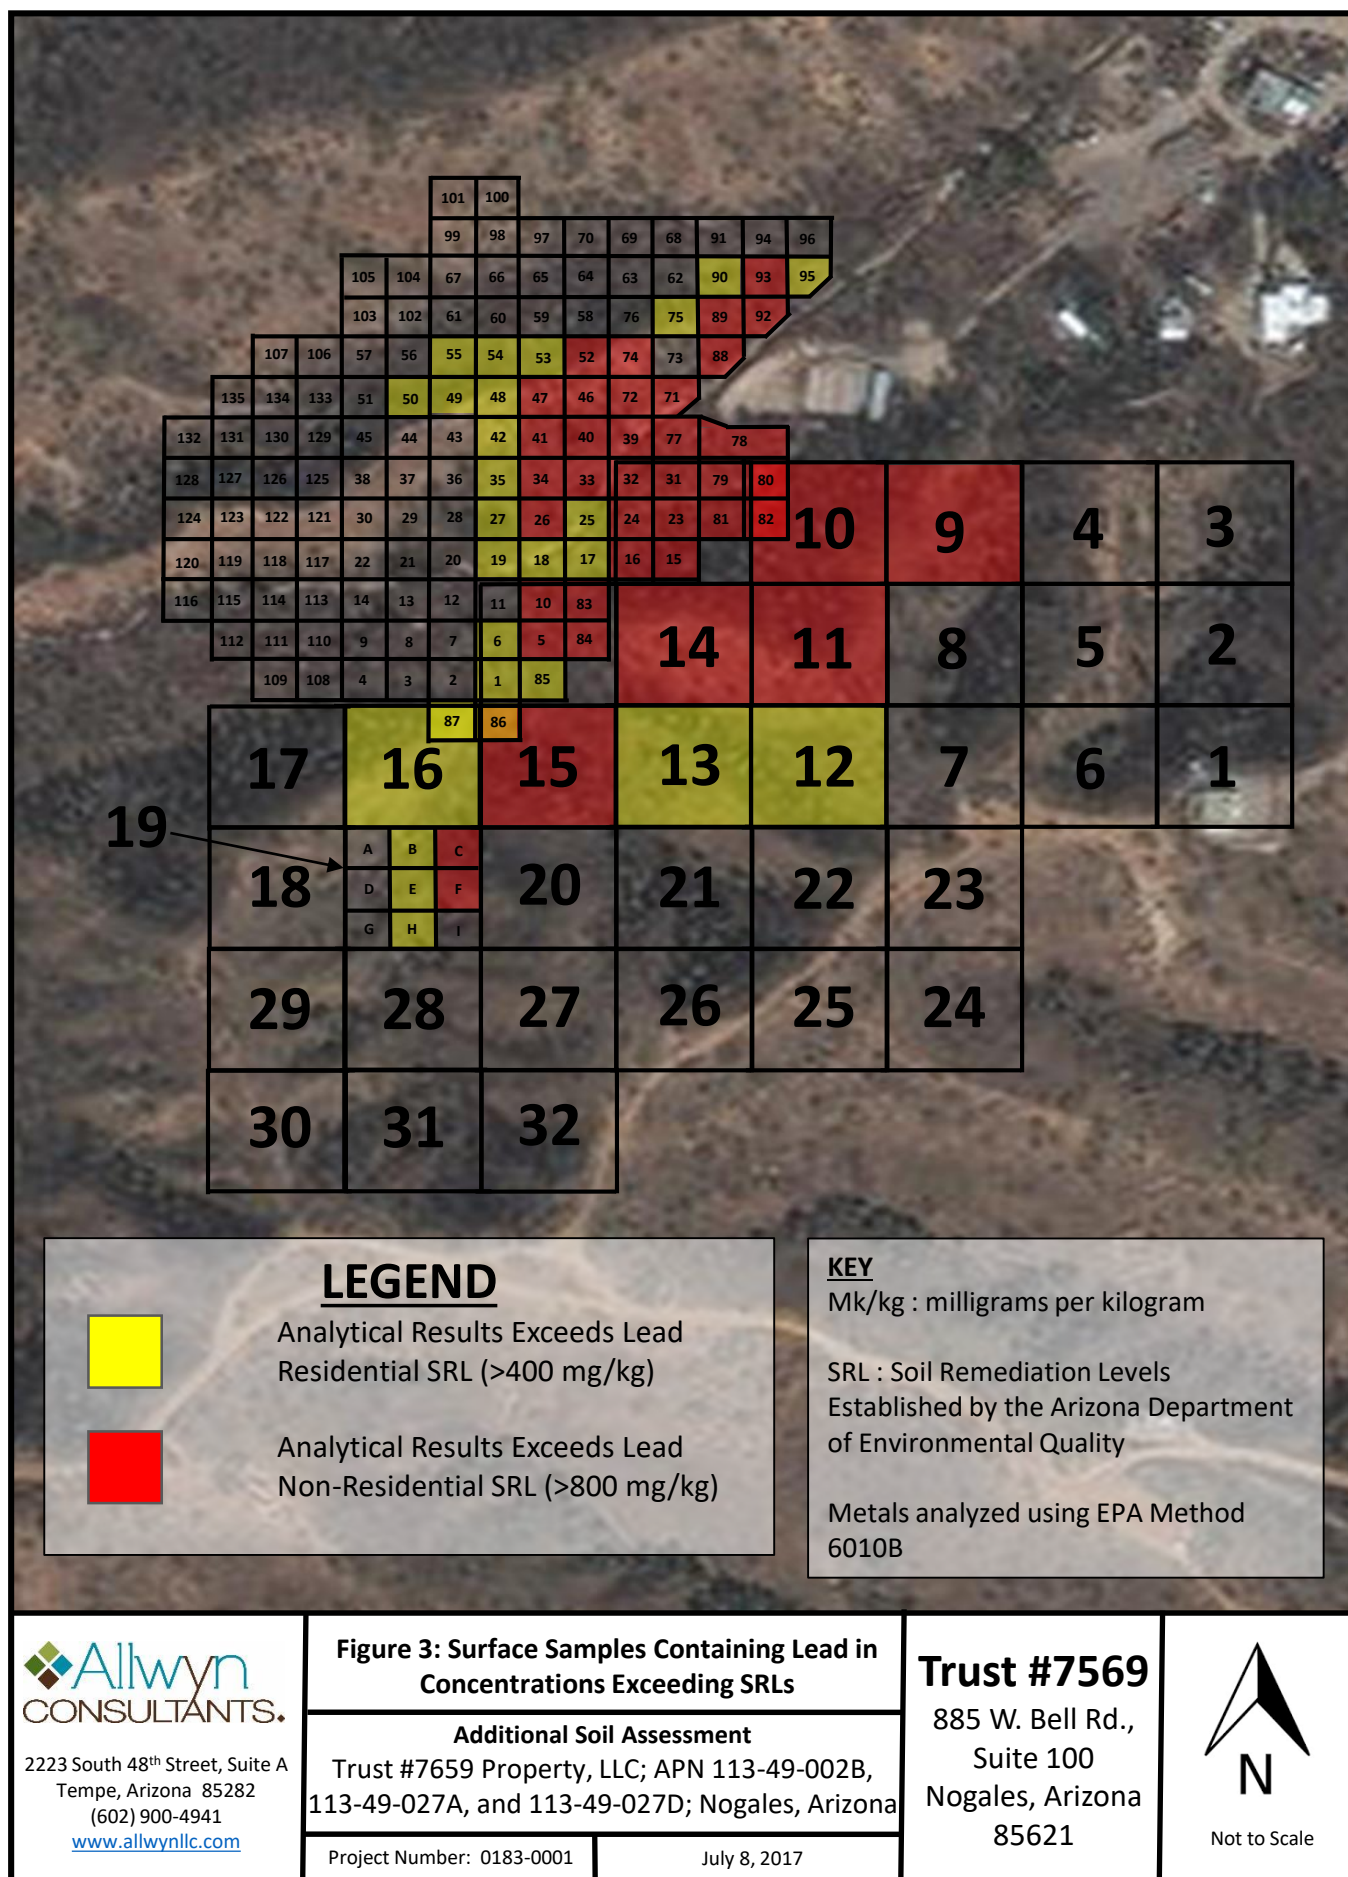 101 100
99 98 97 70 69 68 91 94 96
105 104 67 66 65 64 63 62 90 93 95
103 102 61 60 59 58 76 75 89 92
107 106 57 56 55 54 53 52 74 73 88
135 134 133 51 50 49 48 47 46 72 71
132 131 130 129 45 44 43 42 41 40 39 77 78
128 127 126 125 38 37 36 35 34 33 32 31 79 80
124 123 122 121 30 29 28 27 26 25 24 23 81 82
10 9 4 3
120 119 118 117 22 21 20 19 18 17 16 15
116 115 114 113 14 13 12 11 10 83
112 111 110 9 8 7 6 5 84
14 11 8 5 2
109 108 4 3 2 1 85
87 86
17 16 15 13 12 7 6 1
19
A B C
D E F
G H I
18 20 21 22 23
29 28 27 26 25 24
30 31 32
LEGEND
Analytical Results Exceeds Lead
Residential SRL (>400 mg/kg)
Analytical Results Exceeds Lead
Non-Residential SRL (>800 mg/kg)
KEY
Mk/kg : milligrams per kilogram
SRL : Soil Remediation Levels
Established by the Arizona Department
of Environmental Quality
Metals analyzed using EPA Method
6010B
Allwyn
CONSULTANTS.
2223 South 48th Street, Suite A
Tempe, Arizona 85282
(602) 900-4941
www.allwynllc.com
Figure 3: Surface Samples Containing Lead in
Concentrations Exceeding SRLs
Additional Soil Assessment
Trust #7659 Property, LLC; APN 113-49-002B,
113-49-027A, and 113-49-027D; Nogales, Arizona
Project Number: 0183-0001
July 8, 2017
Trust #7569
885 W. Bell Rd.,
Suite 100
Nogales, Arizona
85621
N
Not to Scale